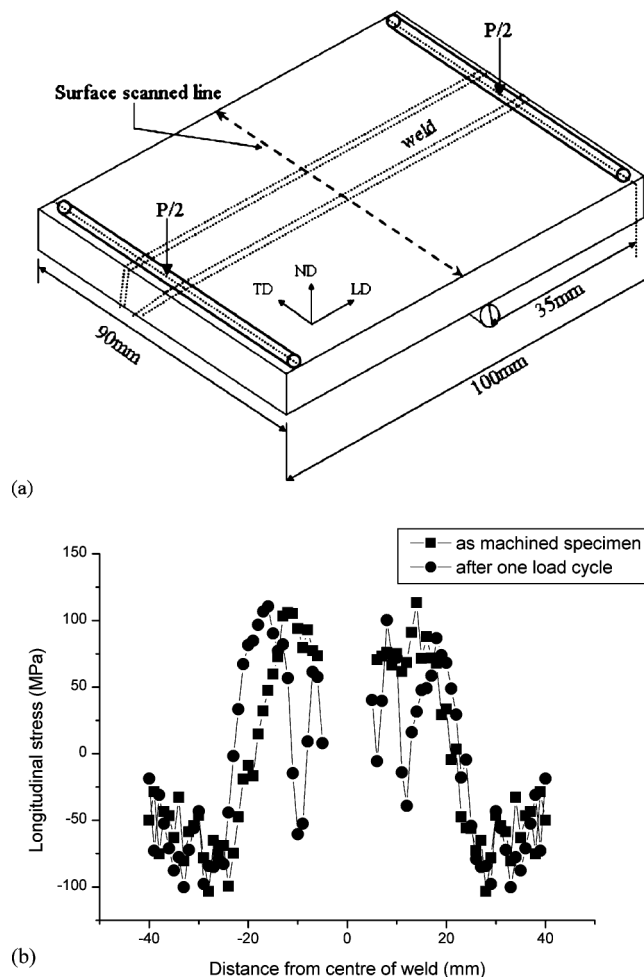 P/2
Surface scanned line
weld
P/2
ND
TD
LD
35mm
90mm
100mm
(a)
as machined specimen
after one load cycle
150
100
50
0
-50
-100
Longitudinal stress (MPa)
-40
-20
0
20
40
Distance from centre of weld (mm)
(b)